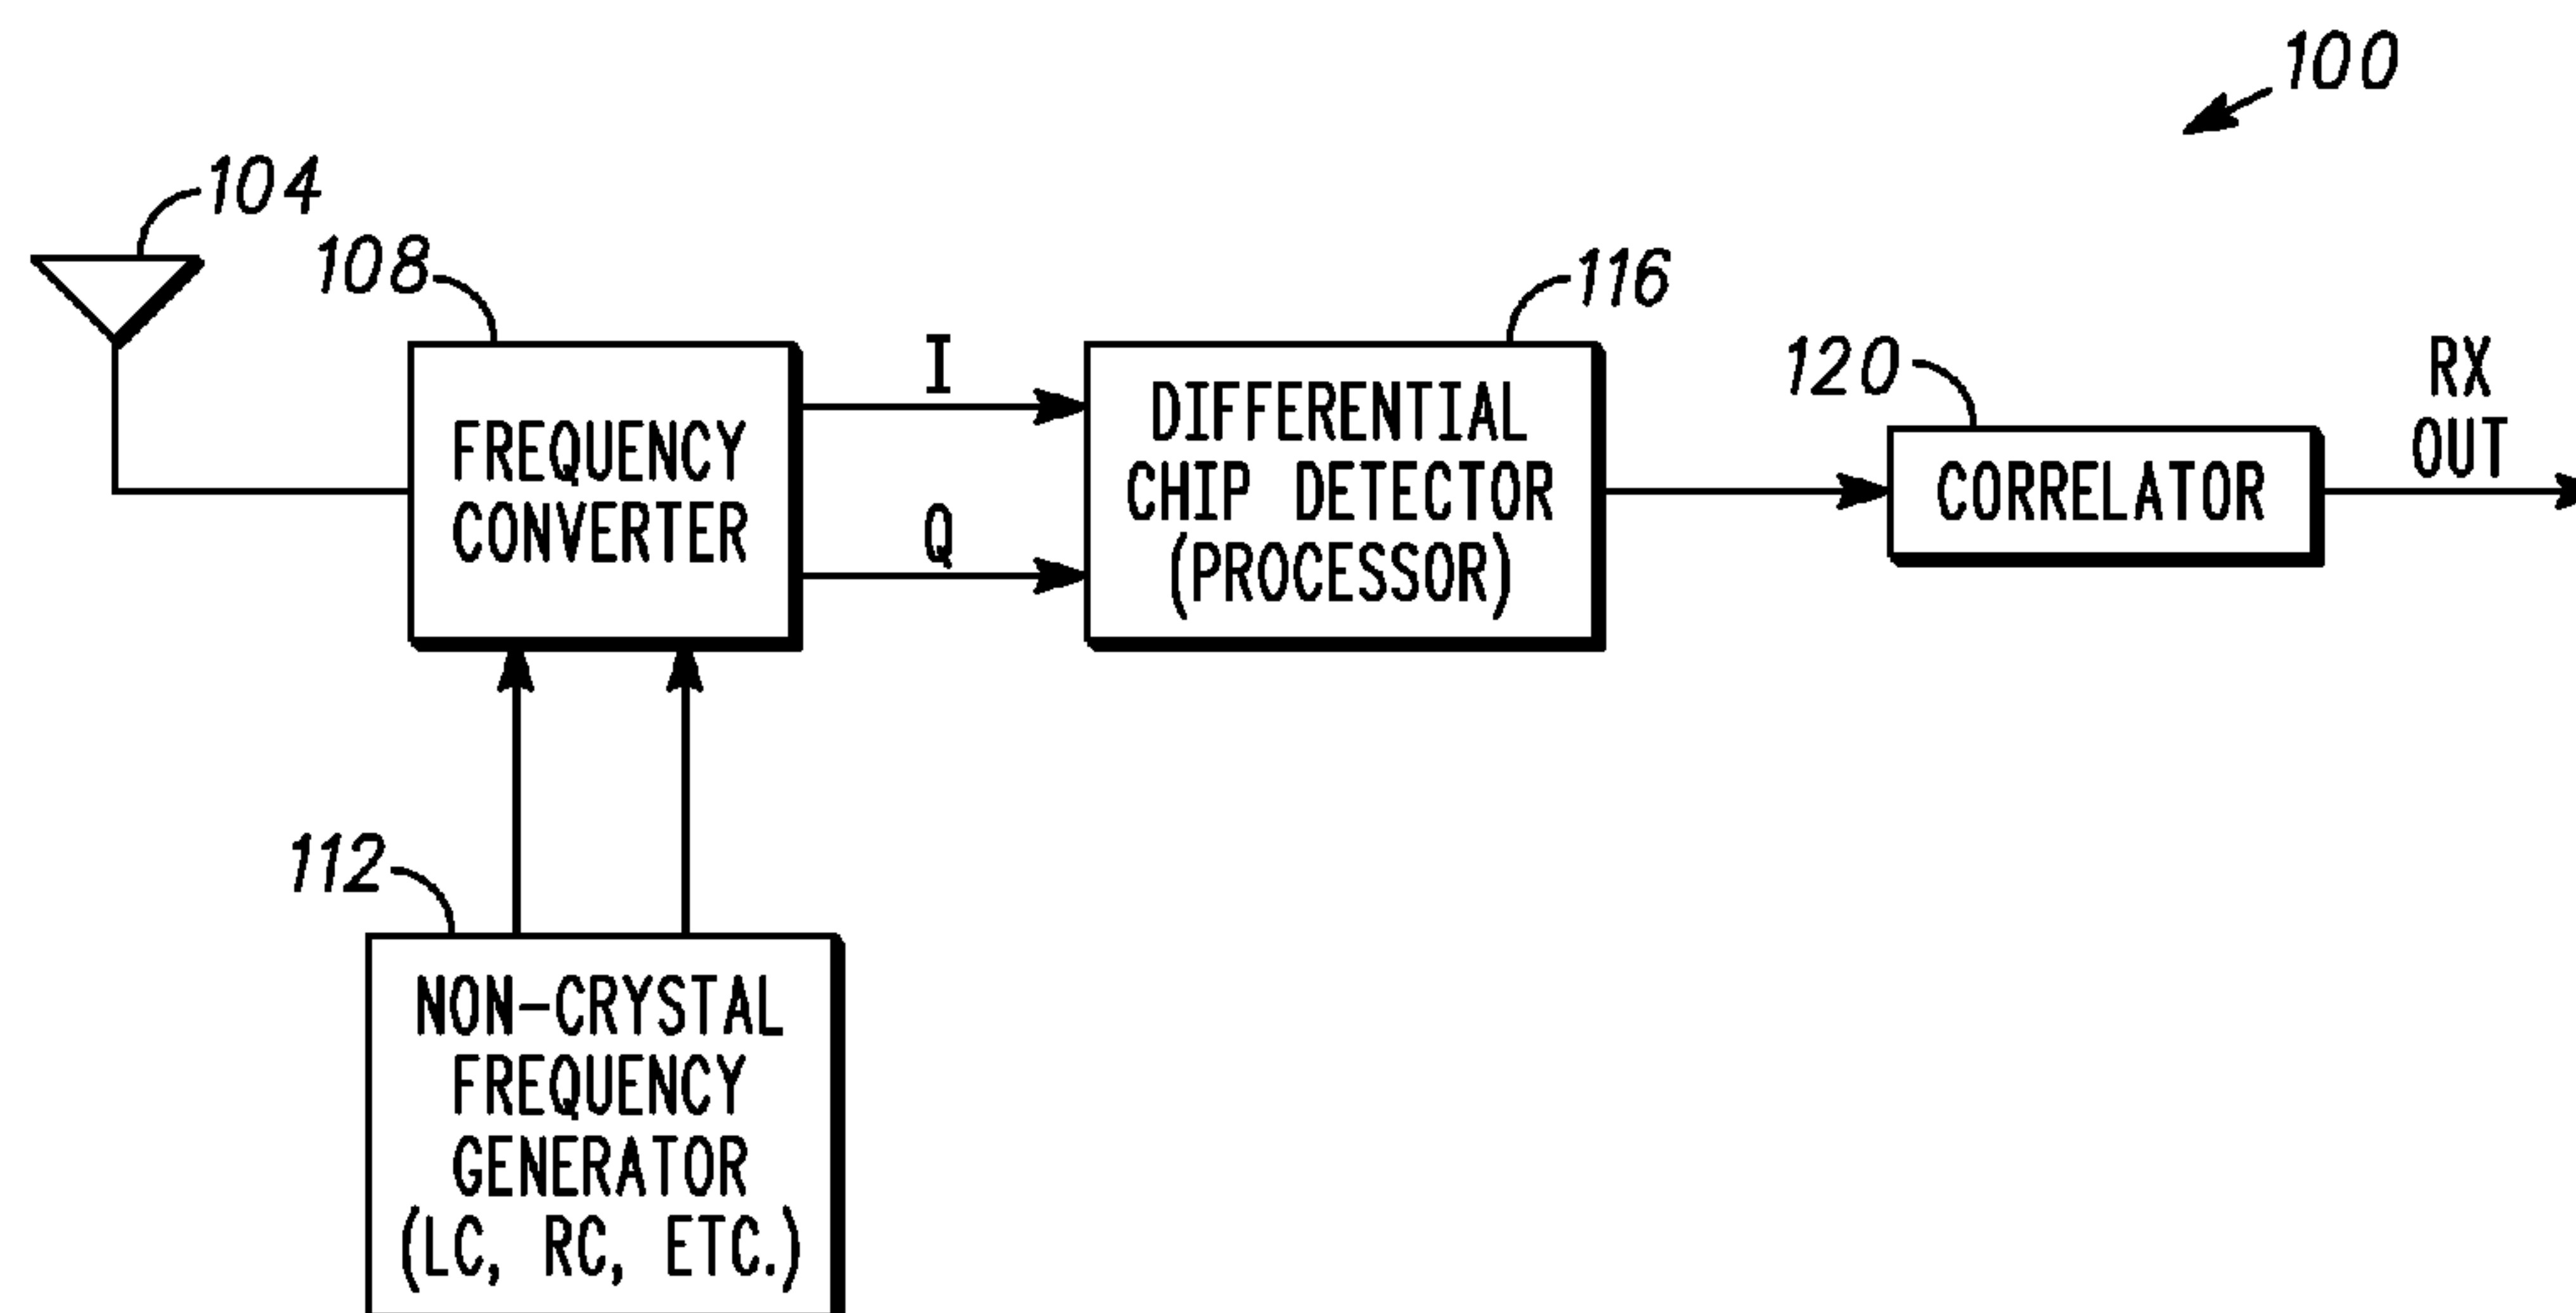 100
104
108
FREQUENCY
CONVERTER
I
Q
116
DIFFERENTIAL
CHIP DETECTOR
(PROCESSOR)
120
CORRELATOR
RX
OUT
112
NON-CRYSTAL
FREQUENCY
GENERATOR
(LC, RC, ETC.)